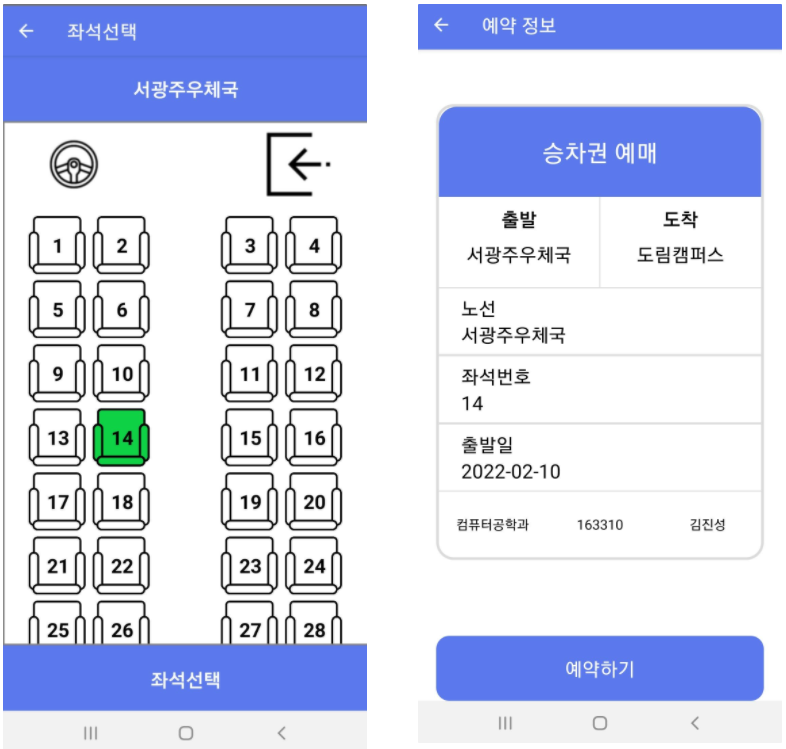 좌석선택
서광주우체국
1 2 3 4
5 6 7 8
9 10 11 12
13 14 15 16
17 18 19 20
21 22 23 24
25 26 27 28
좌석선택
예약 정보
승차권 예매
출발 도착
서광주우체국 도림캠퍼스
노선
서광주우체국
좌석번호
14
출발일
2022-02-10
컴퓨터공학과 163310 김진성
예약하기